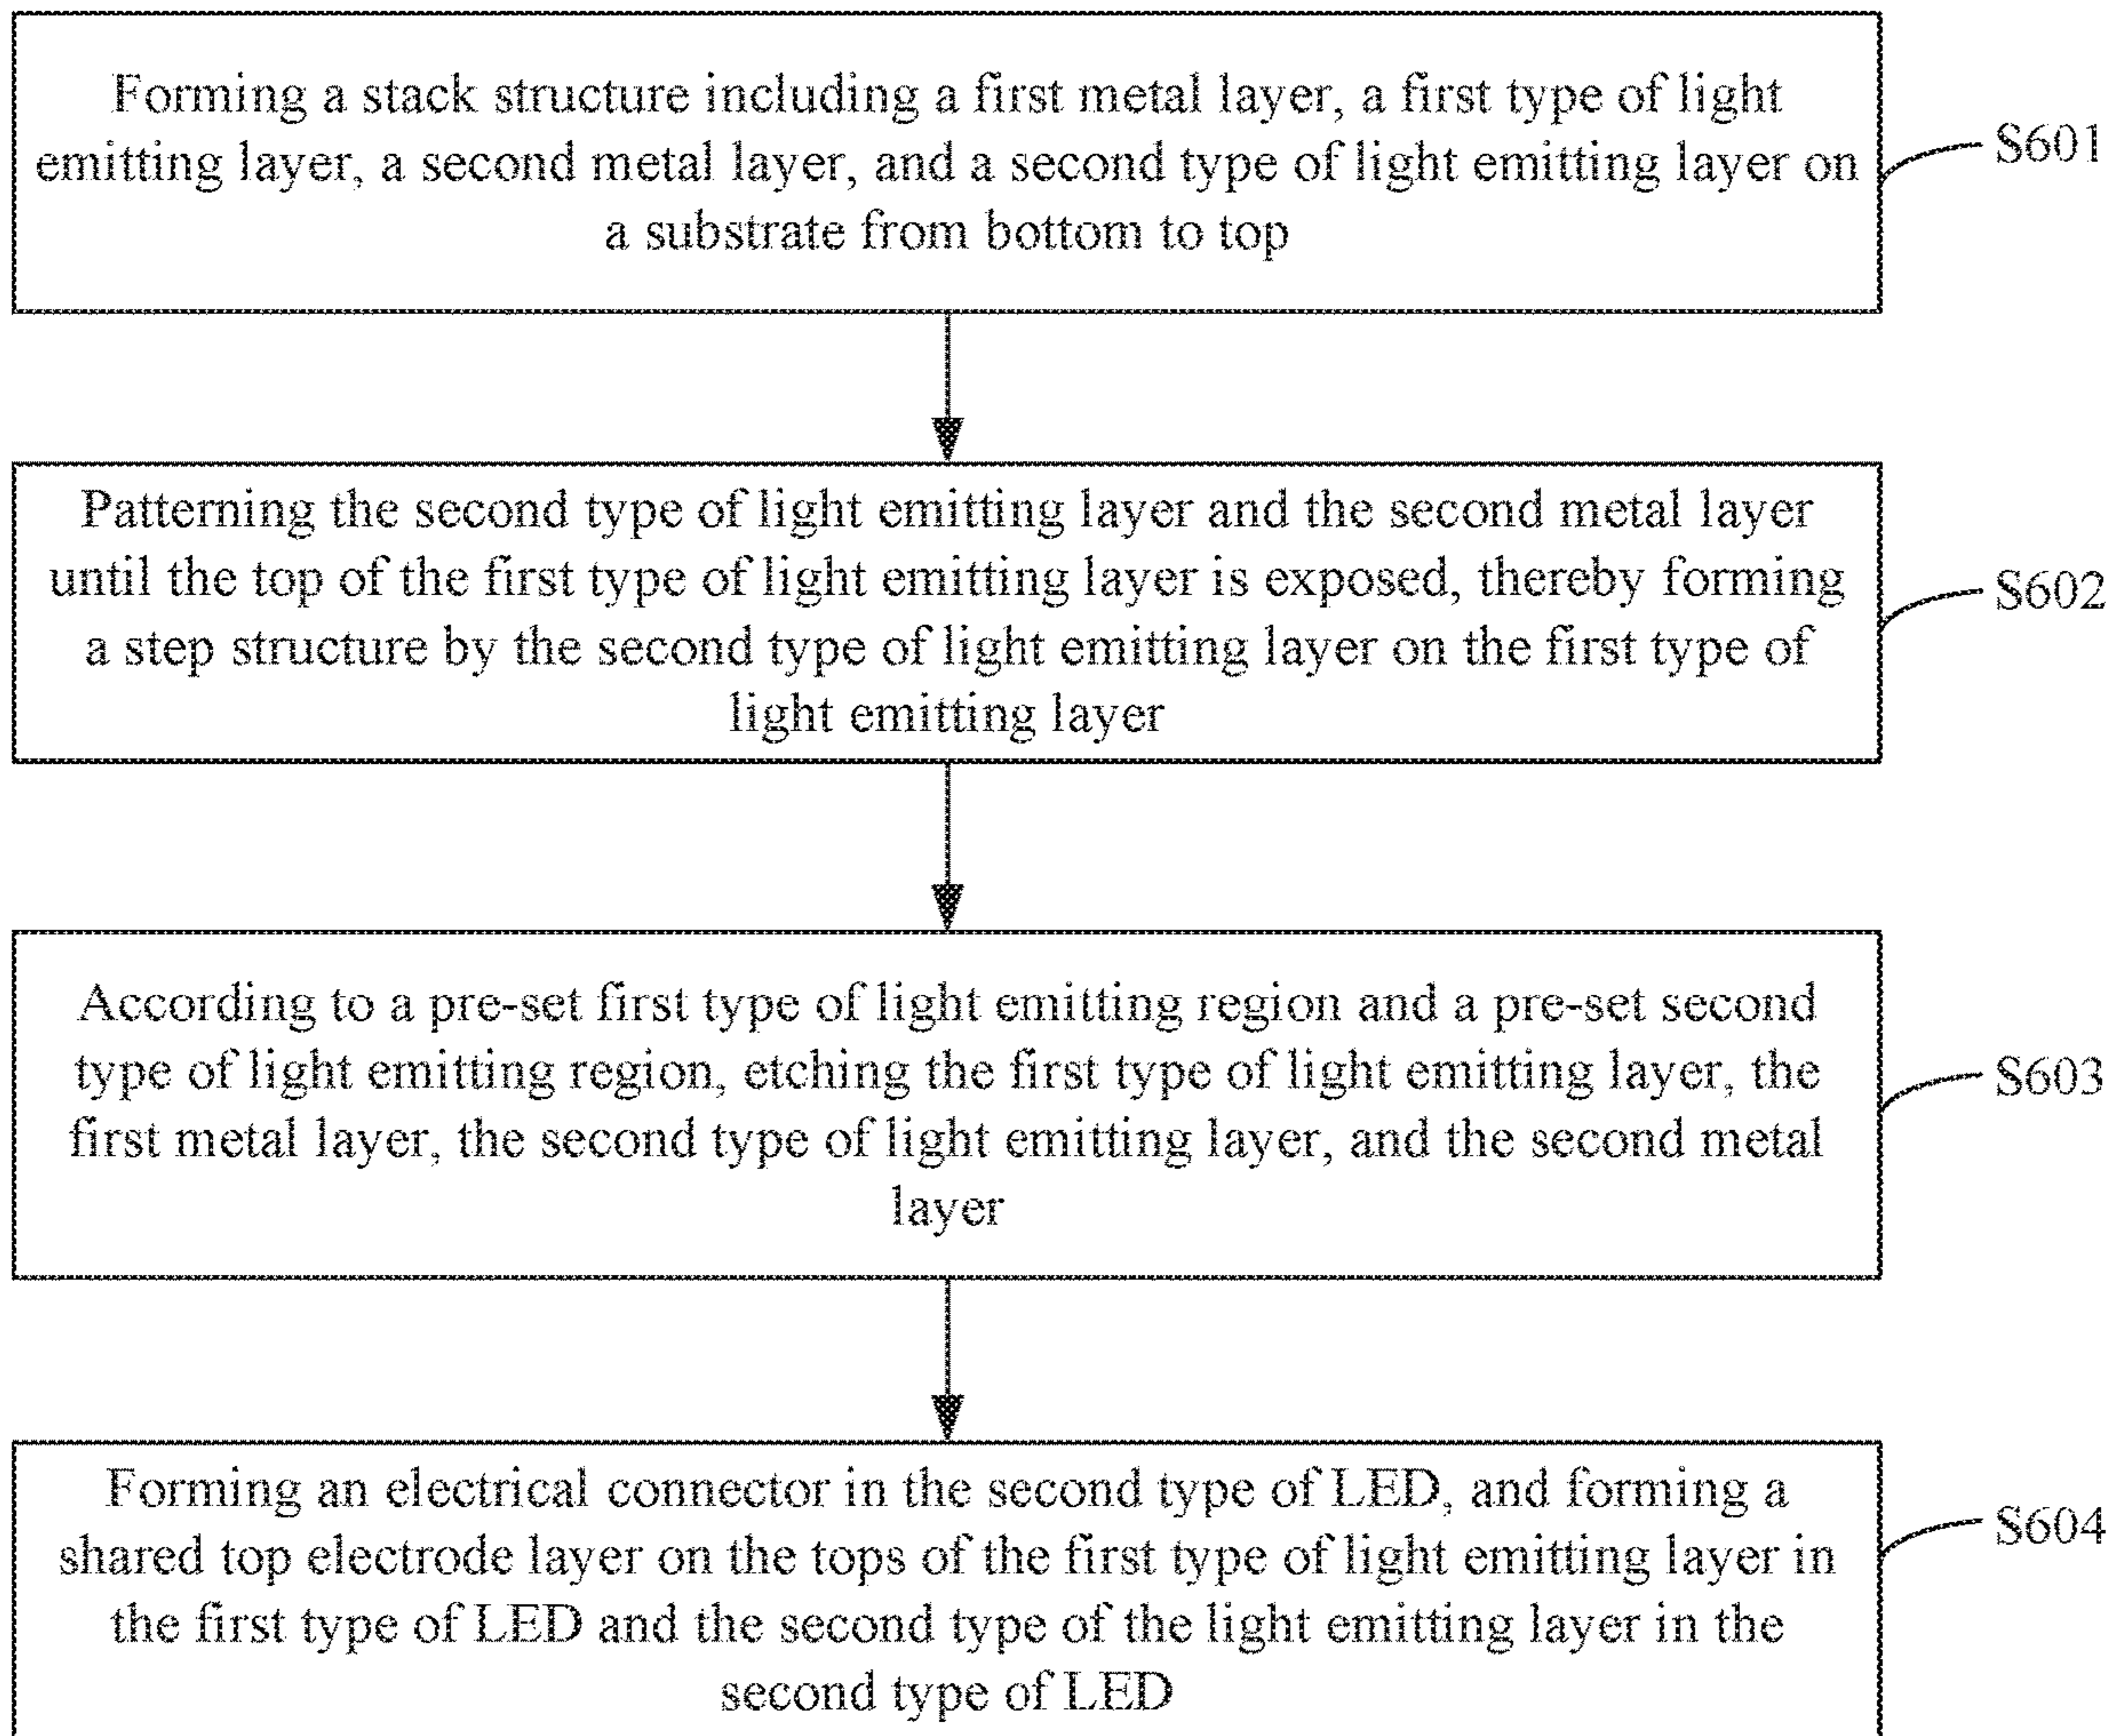 Forming a stack structure including a first metal layer, a first type of light
emitting layer, a second metal layer, and a second type of light emitting layer on
a substrate from bottom to top
S601
Patterning the second type of light emitting layer and the second metal layer
until the top of the first type of light emitting layer is exposed, thereby forming
a step structure by the second type of light emitting layer on the first type of
light emitting layer
S602
According to a pre-set first type of light emitting region and a pre-set second
type of light emitting region, etching the first type of light emitting layer, the
first metal layer, the second type of light emitting layer, and the second metal
layer
S603
Forming an electrical connector in the second type of LED, and forming a
shared top electrode layer on the tops of the first type of light emitting layer in
the first type of LED and the second type of the light emitting layer in the
second type of LED
S604